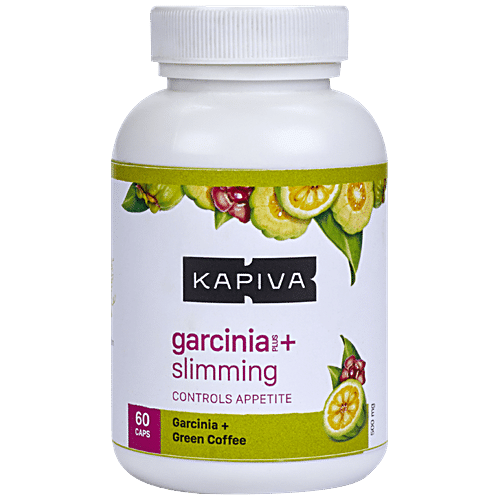 KAPIVA
garcinia PLUS +
slimming
CONTROLS APPETITE
60
CAPS
Garcinia +
Green Coffee
500 mg